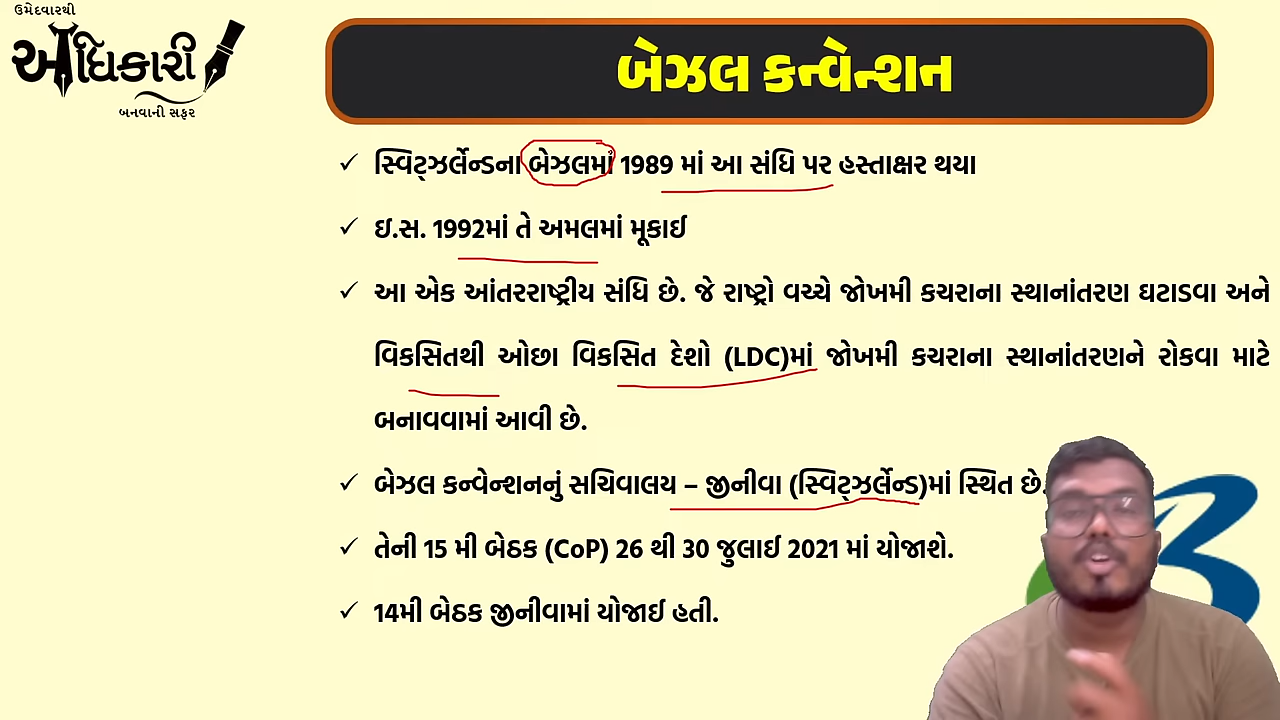 ઉમેદવારથી
અધિકારી
બનવાની સફર
બેઝલ કન્વેન્શન
✓ સ્વિટ્ઝર્લેન્ડના બેઝલમાં 1989 માં આ સંધિ પર હસ્તાક્ષર થયા
✓ ઇ.સ. 1992માં તે અમલમાં મૂકાઈ
✓ આ એક આંતરરાષ્ટ્રીય સંધિ છે. જે રાષ્ટ્રો વચ્ચે જોખમી કચરાના સ્થાનાંતરણ ઘટાડવા અને
વિકસિતથી ઓછા વિકસિત દેશો (LDC)માં જોખમી કચરાના સ્થાનાંતરણને રોકવા માટે
બનાવવામાં આવી છે.
✓ બેઝલ કન્વેન્શનનું સચિવાલય – જીનીવા (સ્વિટ્ઝર્લેન્ડ)માં સ્થિત છે.
✓ તેની 15 મી બેઠક (CoP) 26 થી 30 જુલાઈ 2021 માં યોજાશે.
✓ 14મી બેઠક જીનીવામાં યોજાઈ હતી.